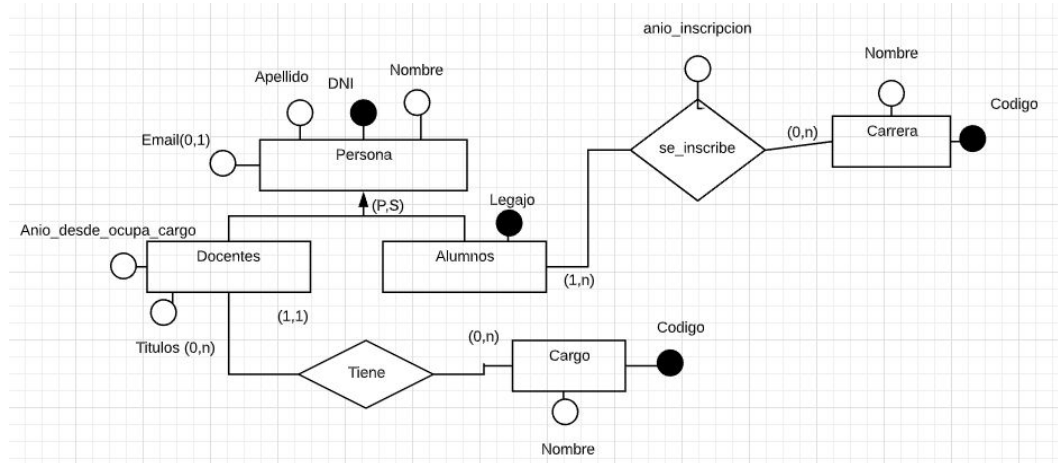 anio_inscripcion
Nombre
Codigo
Apellido
DNI
Nombre
Email(0,1)
Persona
se_inscribe
(0,n)
Carrera
(P,S)
Legajo
Anio_desde_ocupa_cargo
Docentes
Alumnos
(1,n)
Titulos (0,n)
(1,1)
Tiene
(0,n)
Cargo
Codigo
Nombre